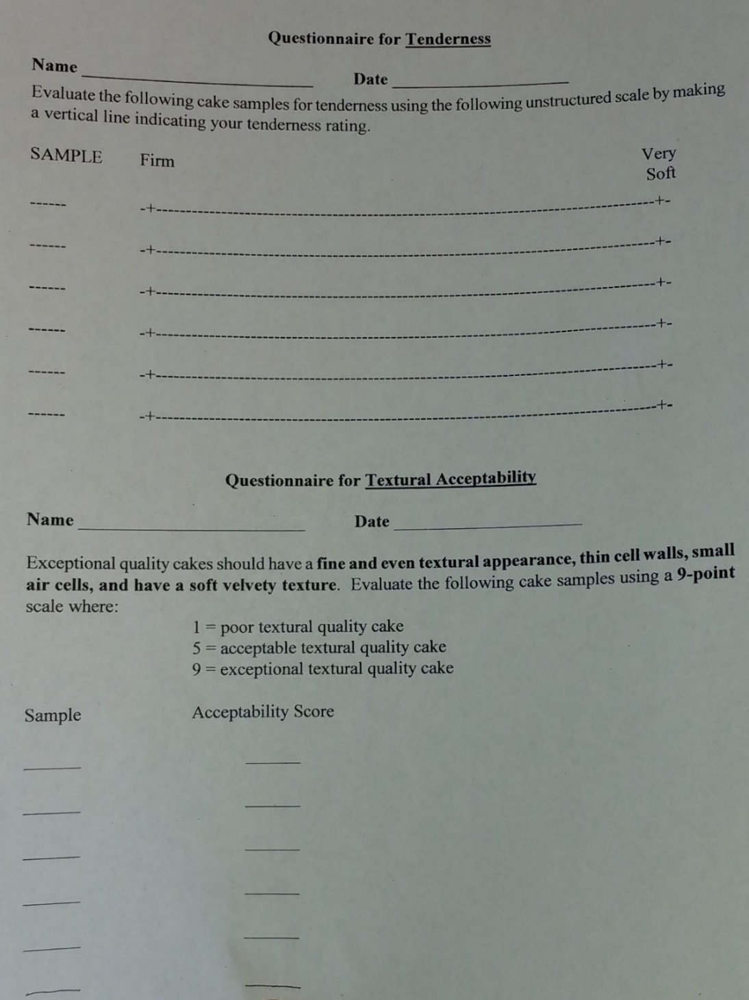 Questionnaire for Tenderness
Name ____________________ Date ____________________
Evaluate the following cake samples for tenderness using the following unstructured scale by making
a vertical line indicating your tenderness rating.
SAMPLE Firm Very
Soft
------ -+--------------------------------------------------+-
------ -+--------------------------------------------------+-
------ -+--------------------------------------------------+-
------ -+--------------------------------------------------+-
------ -+--------------------------------------------------+-
------ -+--------------------------------------------------+-
Questionnaire for Textural Acceptability
Name ____________________ Date ____________________
Exceptional quality cakes should have a fine and even textural appearance, thin cell walls, small
air cells, and have a soft velvety texture. Evaluate the following cake samples using a 9-point
scale where:
1 = poor textural quality cake
5 = acceptable textural quality cake
9 = exceptional textural quality cake
Sample Acceptability Score